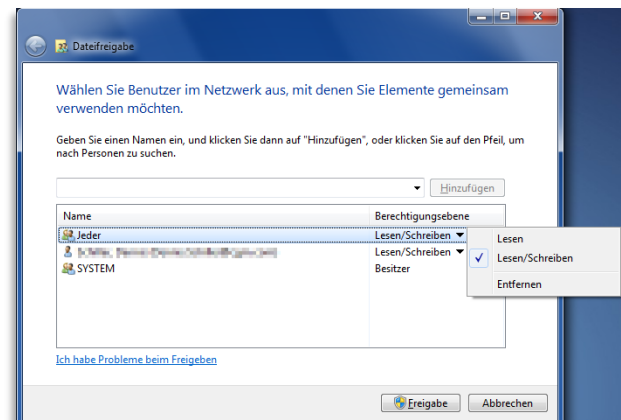 Dateifreigabe
Wählen Sie Benutzer im Netzwerk aus, mit denen Sie Elemente gemeinsam
verwenden möchten.
Geben Sie einen Namen ein, und klicken Sie dann auf "Hinzufügen", oder klicken Sie auf den Pfeil, um
nach Personen zu suchen.
Hinzufügen
Name Berechtigungsebene
Jeder Lesen/Schreiben
Lesen/Schreiben
SYSTEM Besitzer
Lesen
Lesen/Schreiben
Entfernen
Ich habe Probleme beim Freigeben
Freigabe Abbrechen